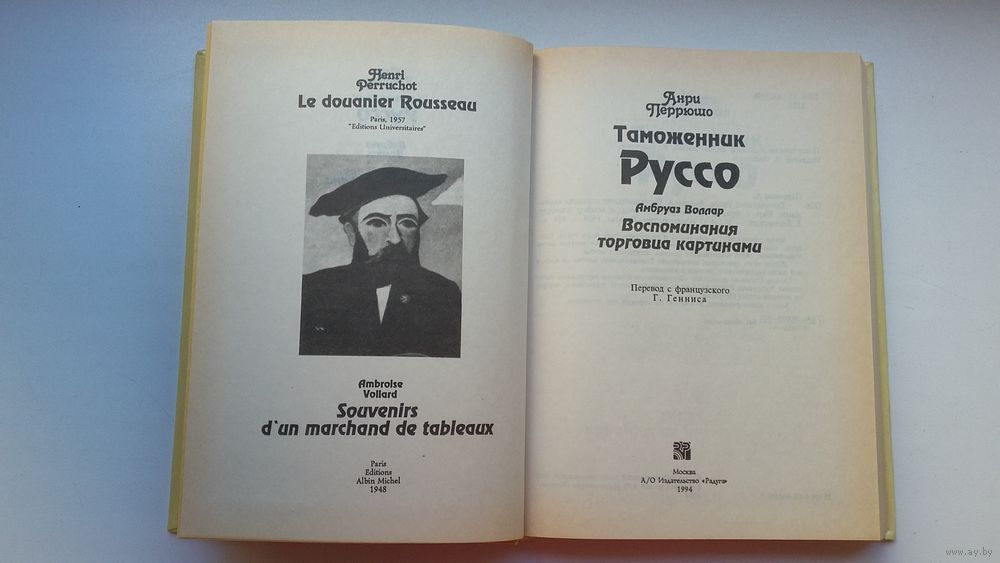 Henri
Perruchot
Le douanier Rousseau
Paris, 1957
"Editions Universitaires"
Ambroise
Vollard
Souvenirs
d'un marchand de tableaux
Paris
Editions
Albin Michel
1948
Анри
Перрюшо
Таможенник
Руссо
Амбруаз Воллар
Воспоминания
торговца картинами
Перевод с французского
Г. Генниса
Москва
А/О Издательство «Радуга»
1994
www.ay.by